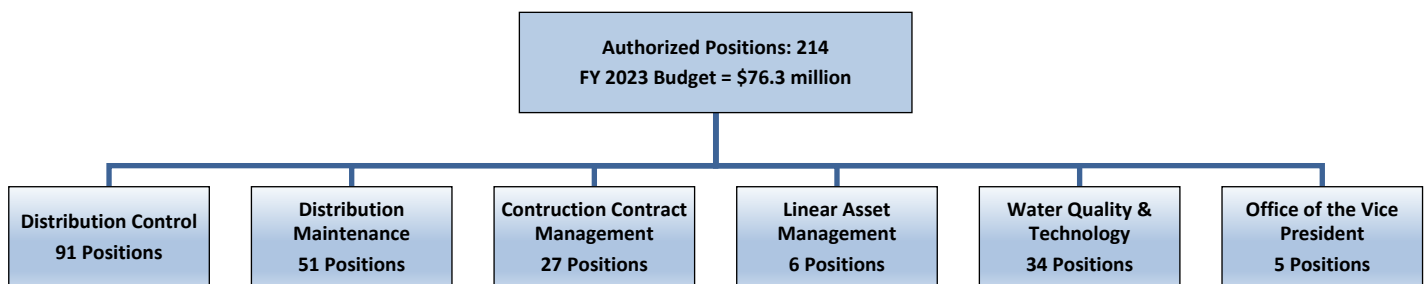 Authorized Positions: 214
FY 2023 Budget = $76.3 million
Distribution Control
91 Positions
Distribution
Maintenance
51 Positions
Contruction Contract
Management
27 Positions
Linear Asset
Management
6 Positions
Water Quality &
Technology
34 Positions
Office of the Vice
President
5 Positions